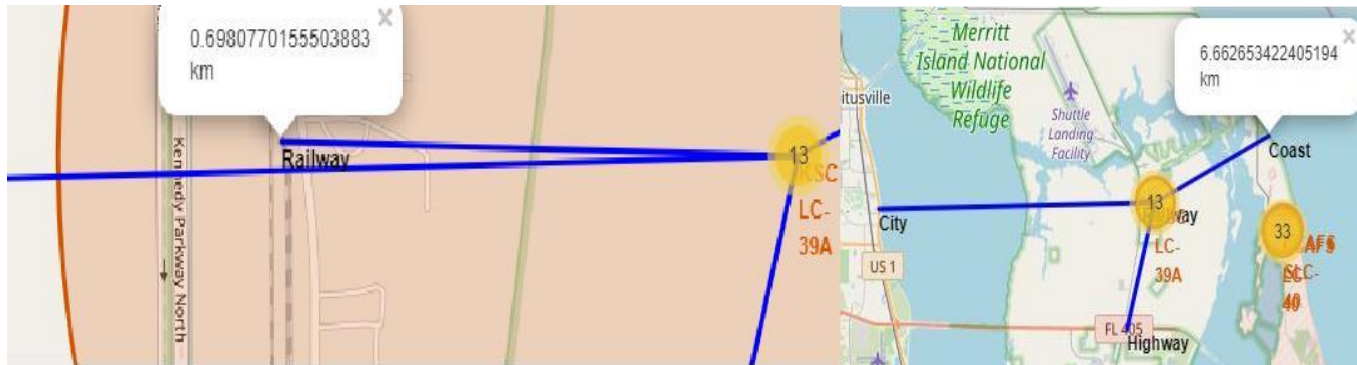 ×
0.6980770155503883
km
Railway
13
KSC
LC-
39A
Kennedy Parkway North
Merritt
Island National
Wildlife
Refuge
itusville
Shuttle
Landing
Facility
×
6.662653422405194
km
Coast
13
City
LC-
39A
33
US 1
FL 405
Highway